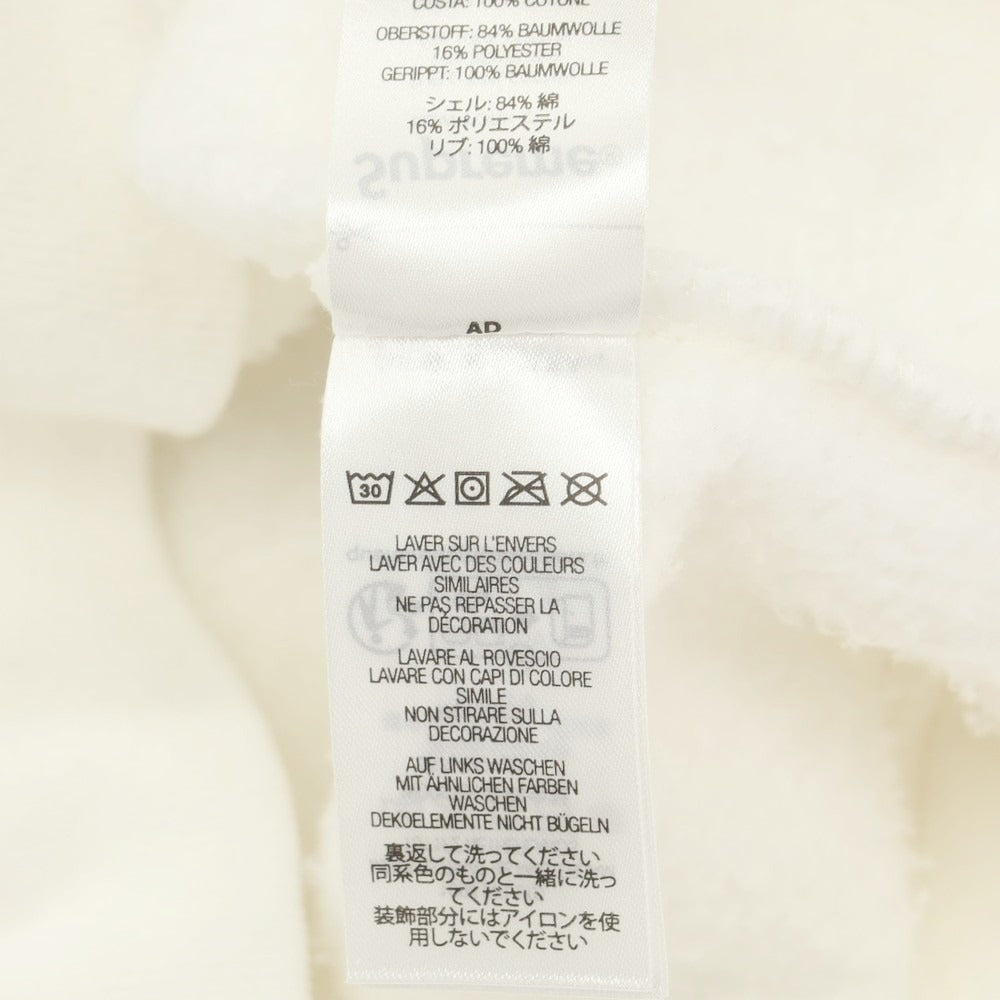 COSTA: 100% COTONE
OBERSTOFF: 84% BAUMWOLLE
16% POLYESTER
GERIPPT: 100% BAUMWOLLE
シェル: 84% 綿
16% ポリエステル
リブ: 100% 綿
Supreme®
AD
30
LAVER SUR L'ENVERS
LAVER AVEC DES COULEURS
SIMILAIRES
NE PAS REPASSER LA
DÉCORATION
LAVARE AL ROVESCIO
LAVARE CON CAPI DI COLORE
SIMILE
NON STIRARE SULLA
DECORAZIONE
AUF LINKS WASCHEN
MIT ÄHNLICHEN FARBEN
WASCHEN
DEKOELEMENTE NICHT BÜGELN
裏返して洗ってください
同系色のものと一緒に洗っ
てください
装飾部分にはアイロンを使
用しないでください